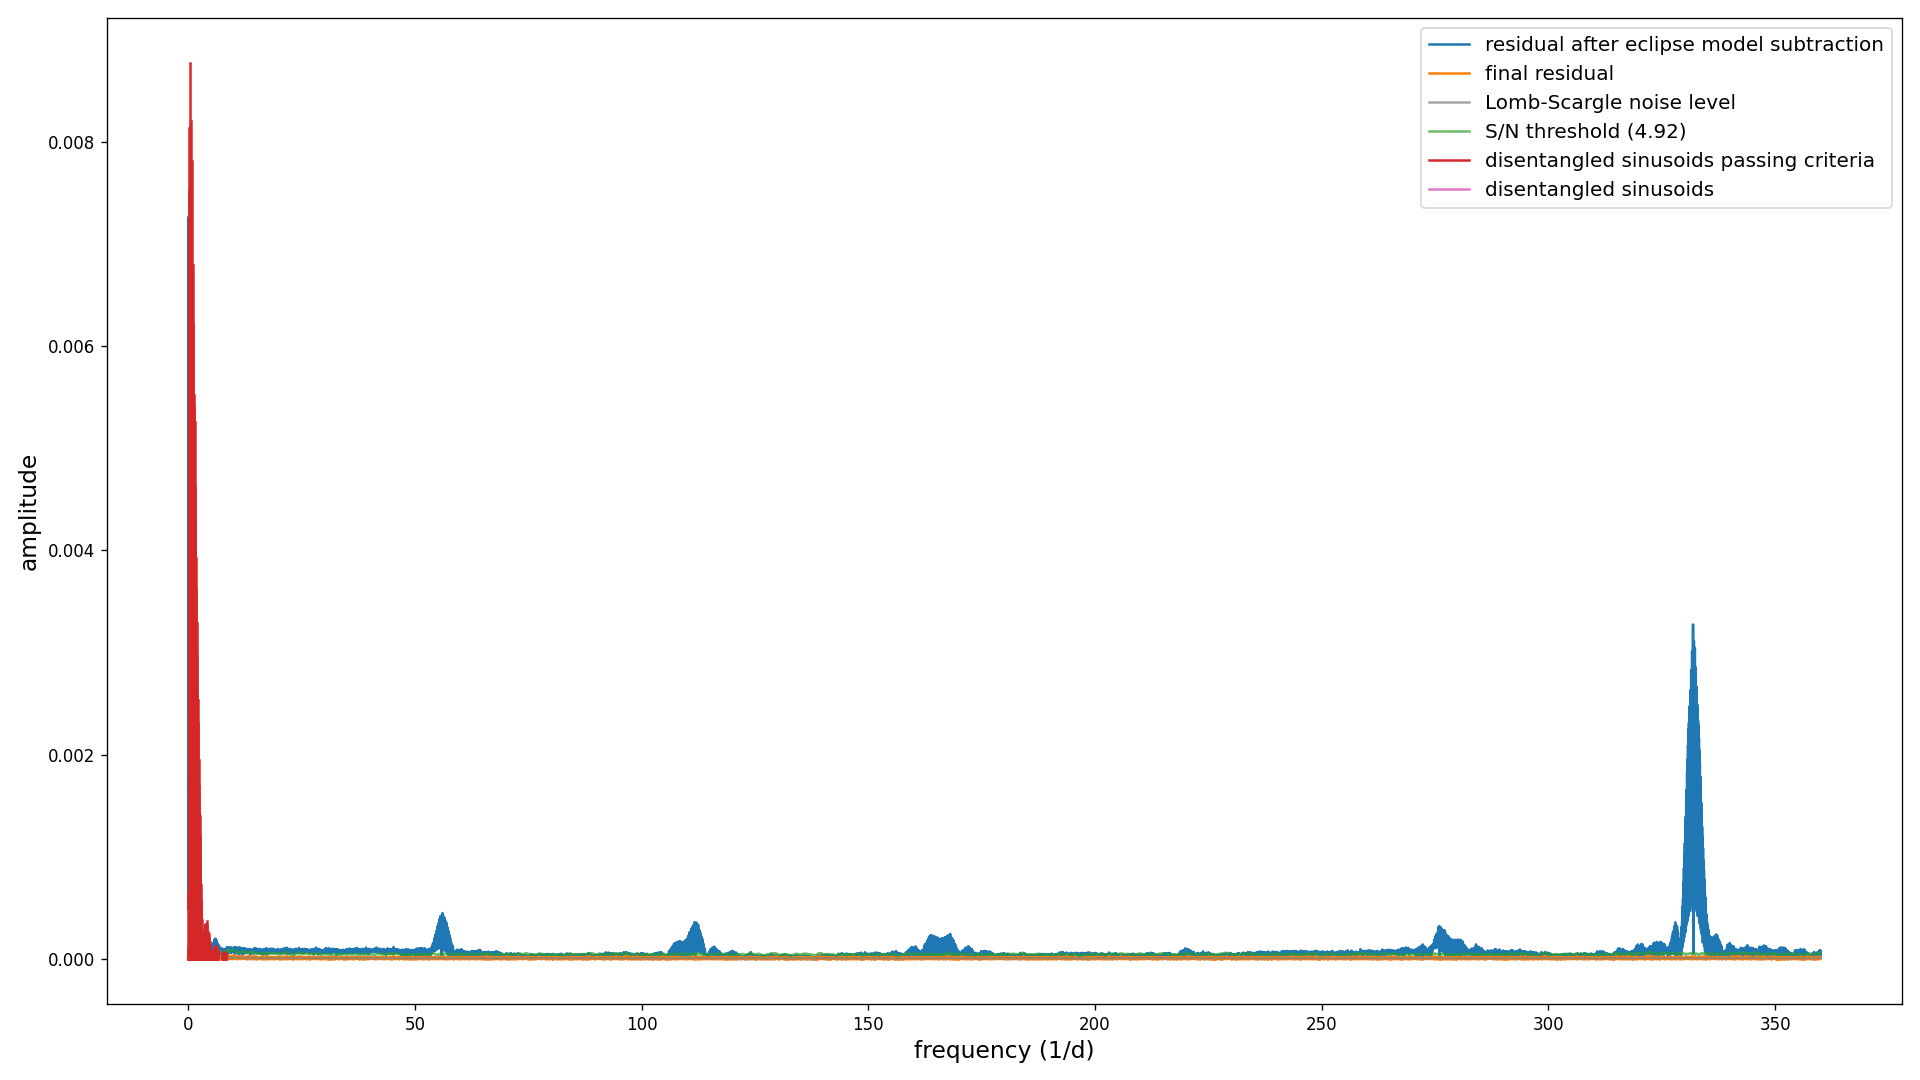 residual after eclipse model subtraction
final residual
Lomb-Scargle noise level
S/N threshold (4.92)
disentangled sinusoids passing criteria
disentangled sinusoids
amplitude
0.008
0.006
0.004
0.002
0.000
0 50 100 150 200 250 300 350
frequency (1/d)